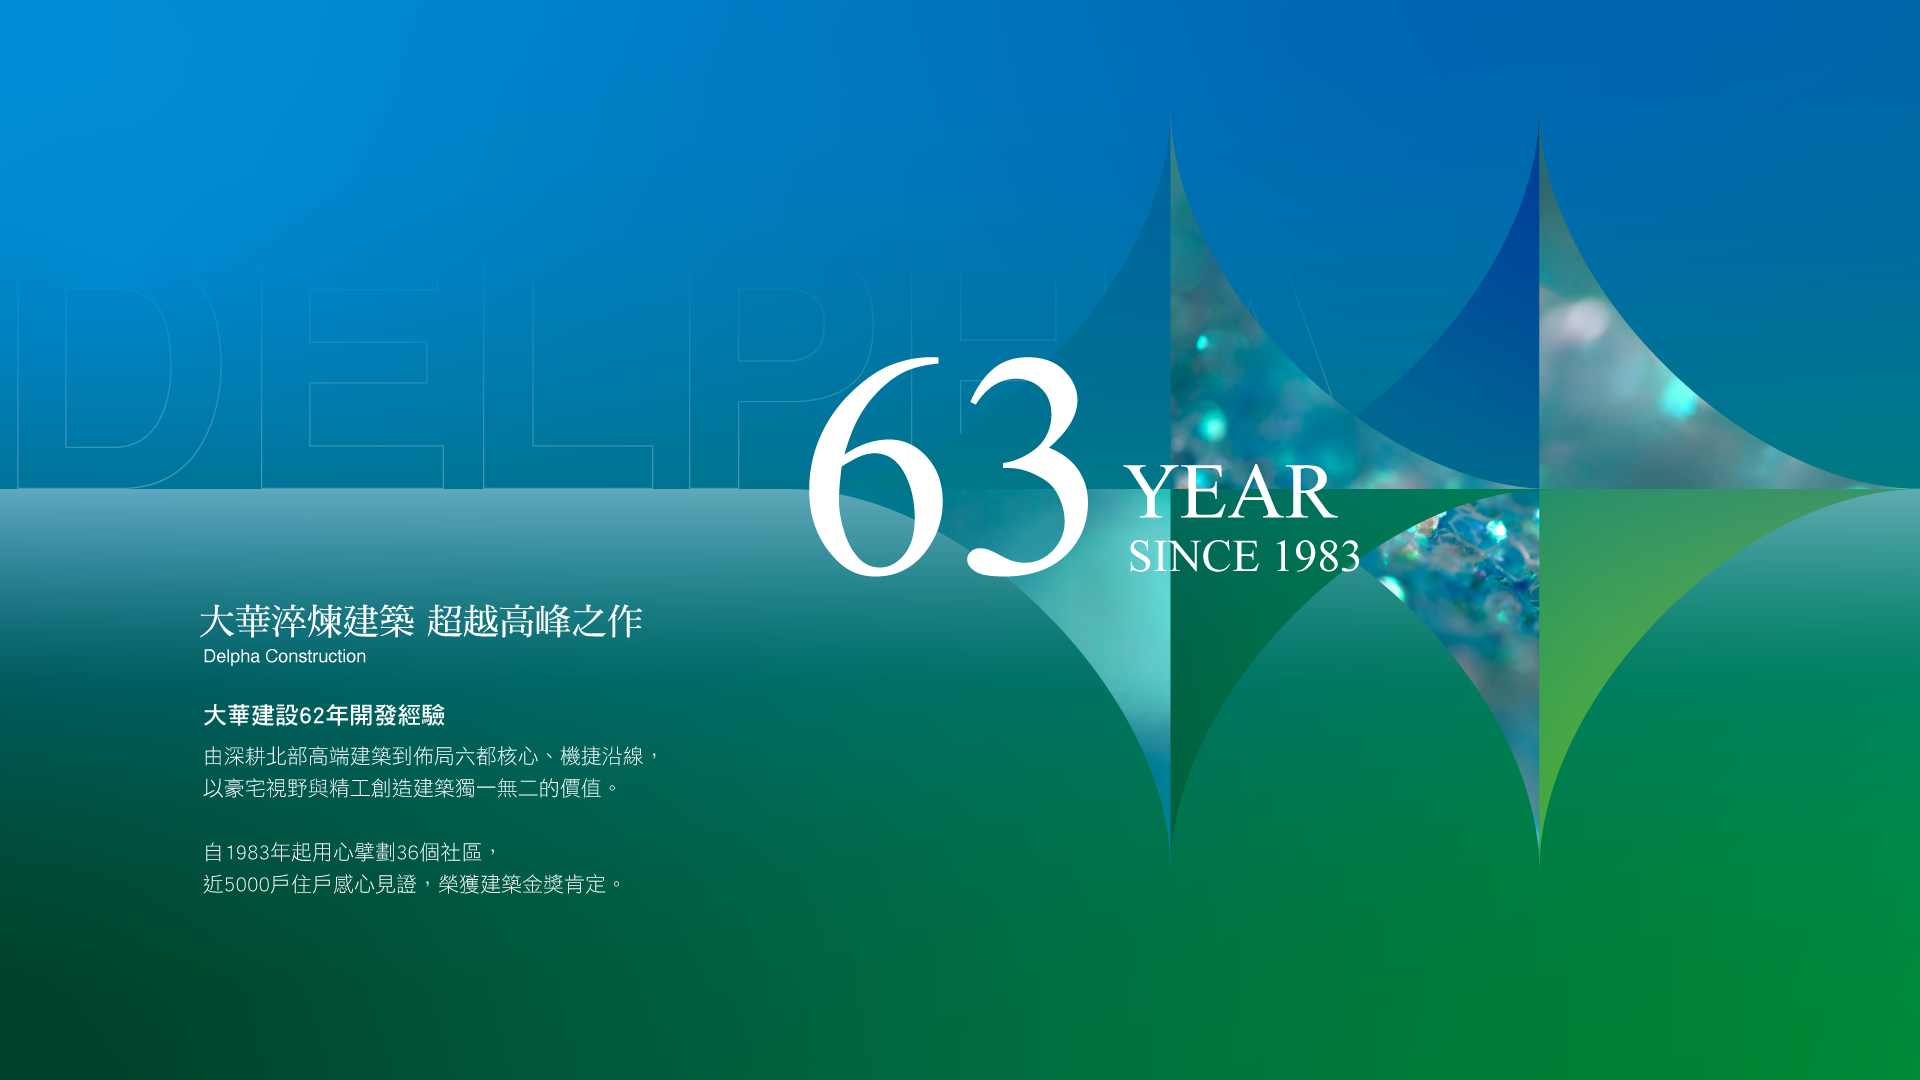 DELPHA
63 YEAR
SINCE 1983
大華淬煉建築 超越高峰之作
Delpha Construction
大華建設62年開發經驗
由深耕北部高端建築到佈局六都核心、機捷沿線，
以豪宅視野與精工創造建築獨一無二的價值。
自1983年起用心擘劃36個社區，
近5000戶住戶感心見證，榮獲建築金獎肯定。